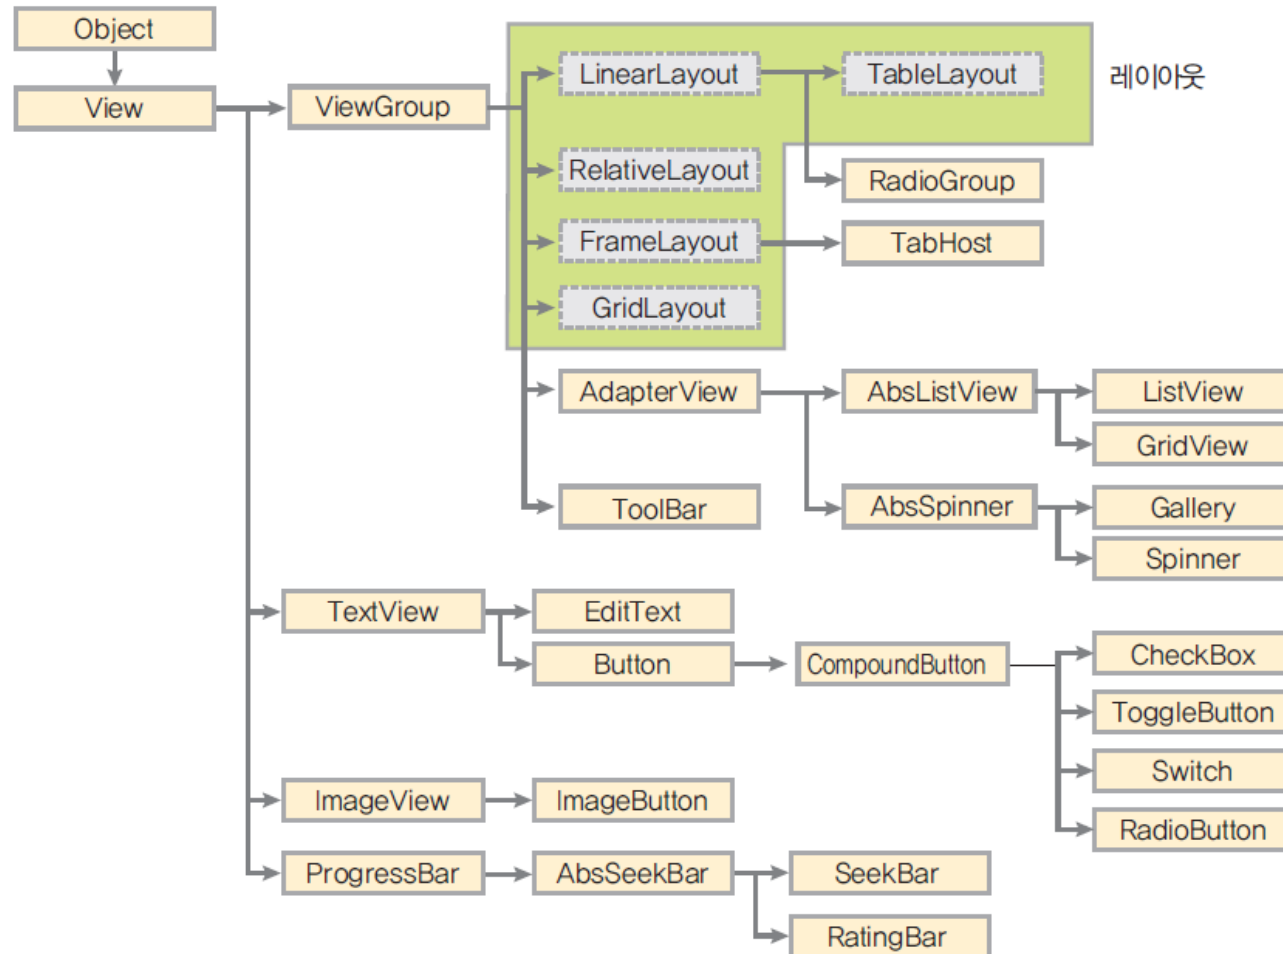 Object
View
ViewGroup
LinearLayout
TableLayout
레이아웃
RelativeLayout
RadioGroup
FrameLayout
TabHost
GridLayout
AdapterView
AbsListView
ListView
GridView
ToolBar
AbsSpinner
Gallery
Spinner
TextView
EditText
Button
CompoundButton
CheckBox
ToggleButton
Switch
RadioButton
ImageView
ImageButton
ProgressBar
AbsSeekBar
SeekBar
RatingBar